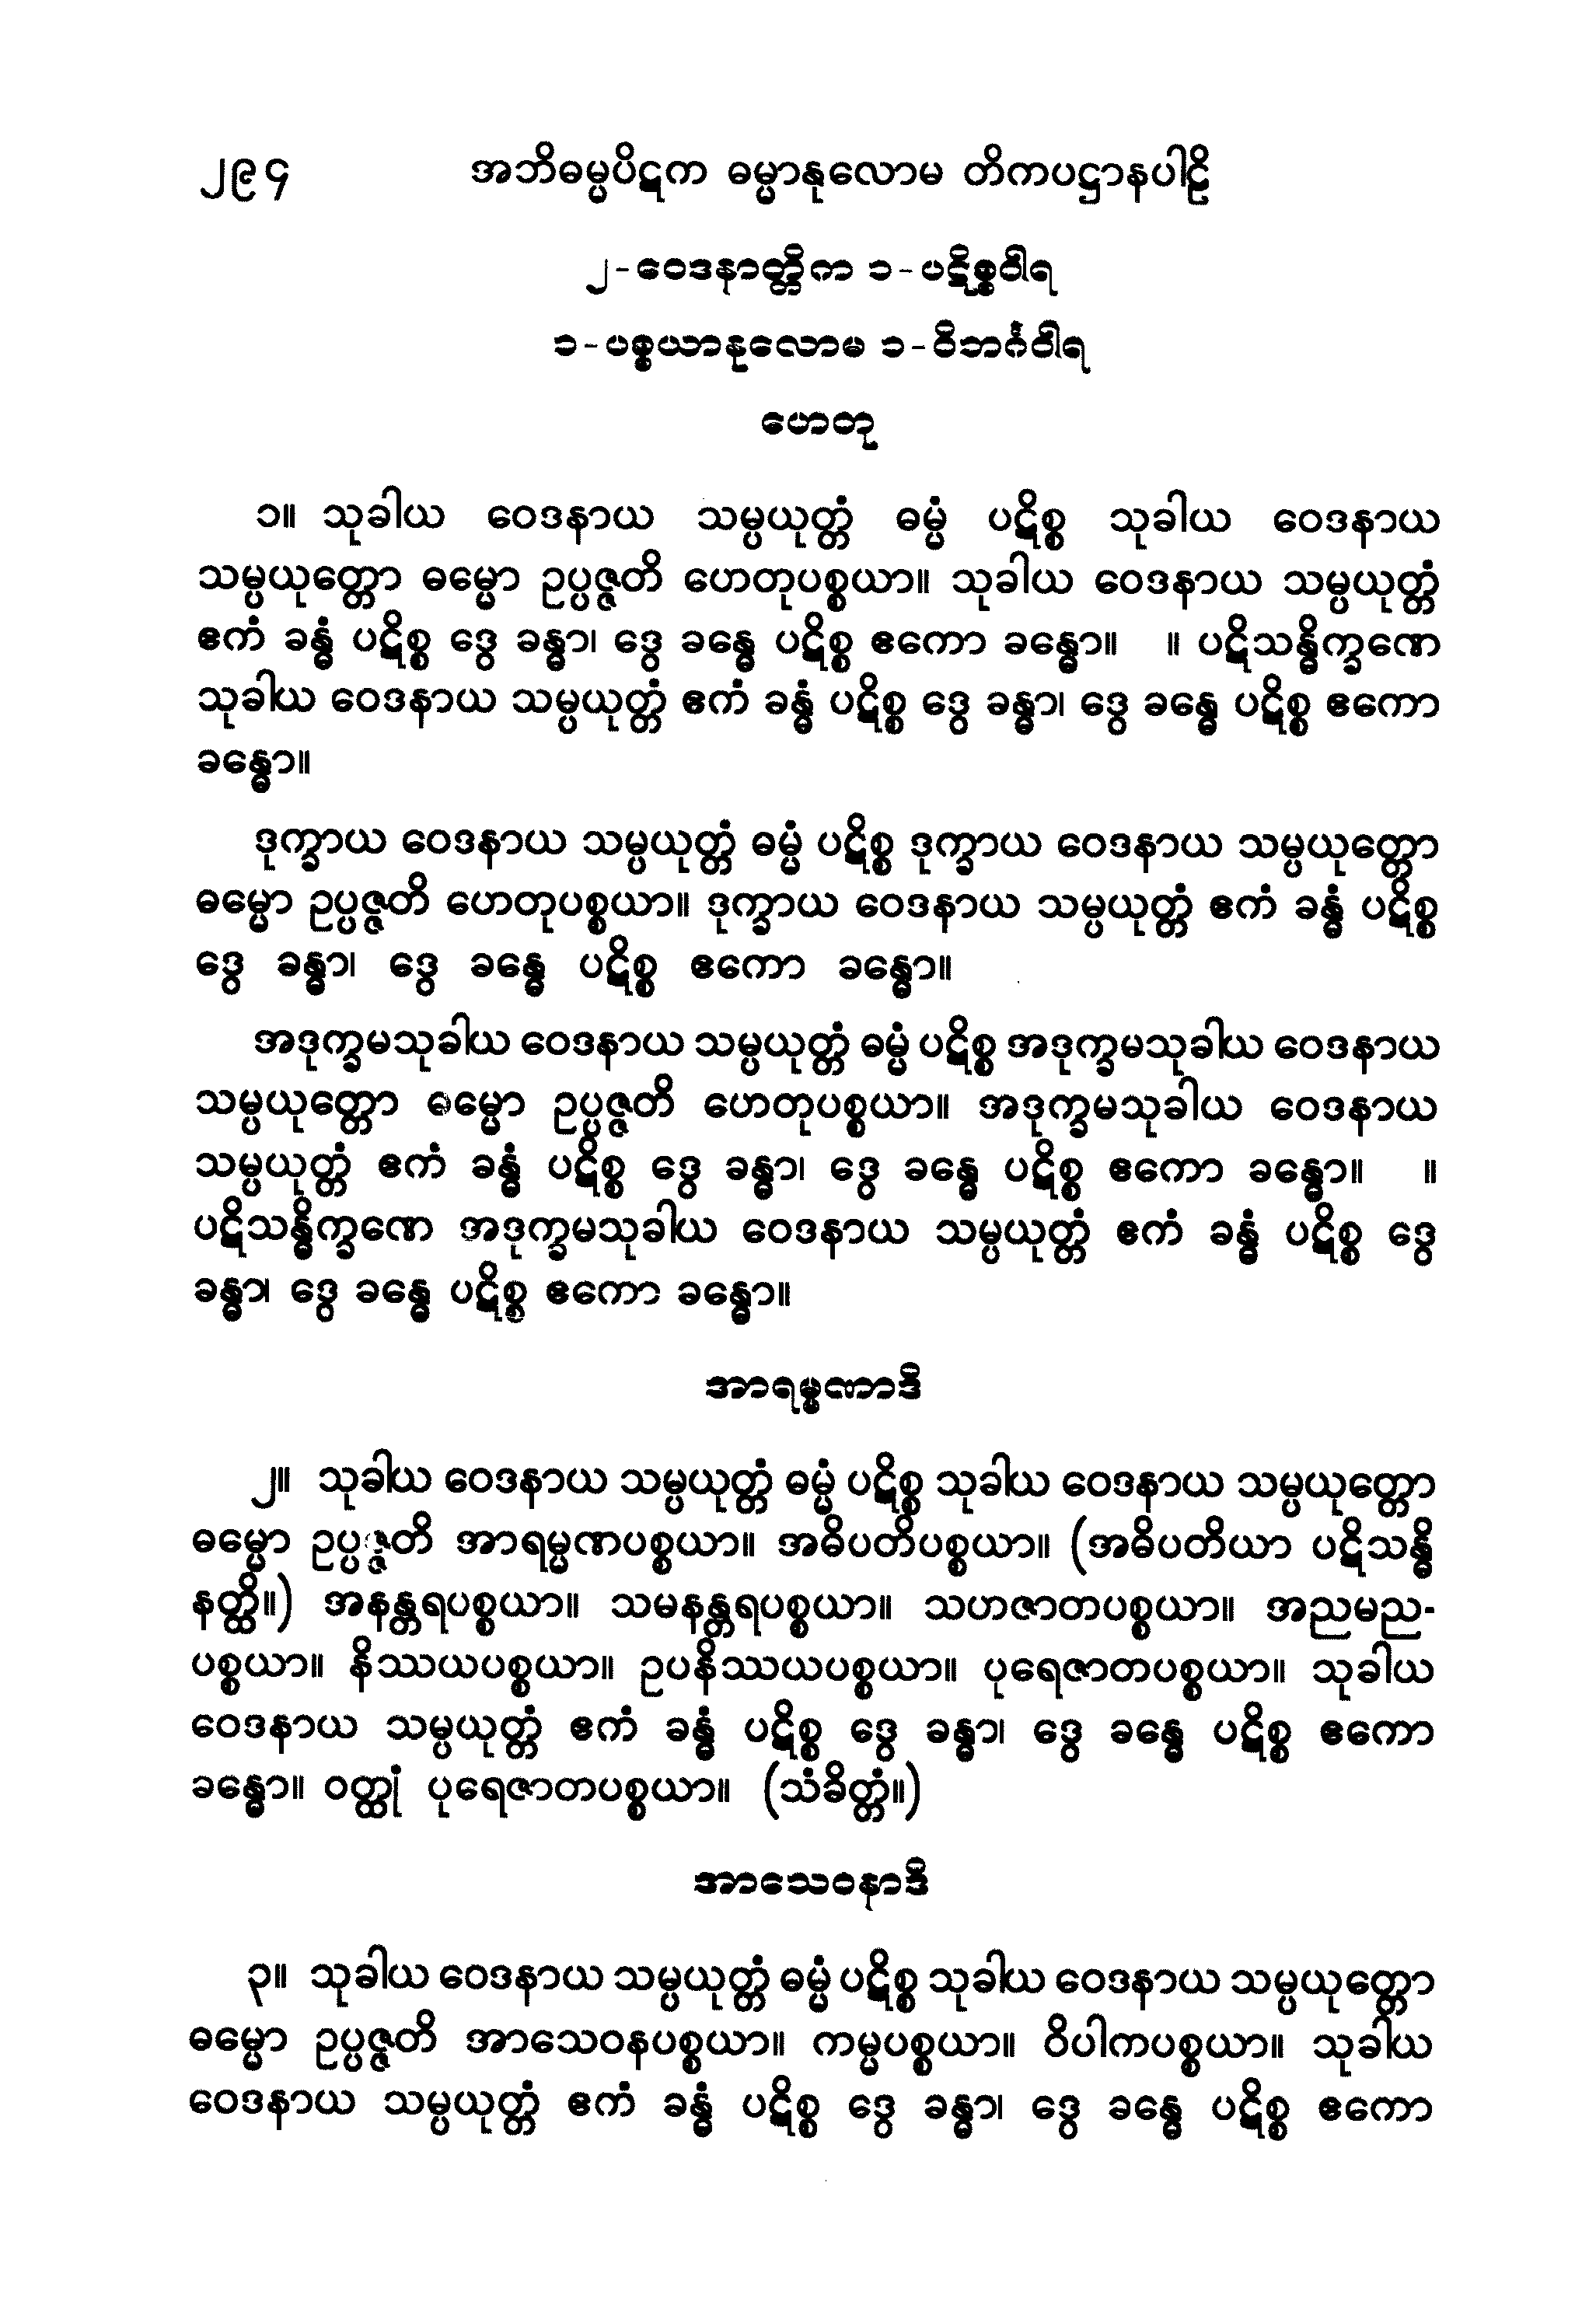 ၂၉၄ အဘိဓမ္မပိဋက ဓမ္မာနုလောမ တိကပဋ္ဌာနပါဠိ
၂-ဝေဒနာတ္တိက ၁-ပဋိစ္စဝါရ
၁-ပစ္စယာနုလောမ ၁-ဝိဘင်္ဂဝါရ
ဟေတု
၁။ သုခါယ ဝေဒနာယ သမ္ပယုတ္တံ ဓမ္မံ ပဋိစ္စ သုခါယ ဝေဒနာယ
သမ္ပယုတ္တော ဓမ္မော ဥပ္ပဇ္ဇတိ ဟေတုပစ္စယာ။ သုခါယ ဝေဒနာယ သမ္ပယုတ္တံ
ဧကံ ခန္ဓံ ပဋိစ္စ ဒွေ ခန္ဓာ၊ ဒွေ ခန္ဓေ ပဋိစ္စ ဧကော ခန္ဓော။ ။ ပဋိသန္ဓိက္ခဏေ
သုခါယ ဝေဒနာယ သမ္ပယုတ္တံ ဧကံ ခန္ဓံ ပဋိစ္စ ဒွေ ခန္ဓာ၊ ဒွေ ခန္ဓေ ပဋိစ္စ ဧကော
ခန္ဓော။
ဒုက္ခာယ ဝေဒနာယ သမ္ပယုတ္တံ ဓမ္မံ ပဋိစ္စ ဒုက္ခာယ ဝေဒနာယ သမ္ပယုတ္တော
ဓမ္မော ဥပ္ပဇ္ဇတိ ဟေတုပစ္စယာ။ ဒုက္ခာယ ဝေဒနာယ သမ္ပယုတ္တံ ဧကံ ခန္ဓံ ပဋိစ္စ
ဒွေ ခန္ဓာ၊ ဒွေ ခန္ဓေ ပဋိစ္စ ဧကော ခန္ဓော။
အဒုက္ခမသုခါယ ဝေဒနာယ သမ္ပယုတ္တံ ဓမ္မံ ပဋိစ္စ အဒုက္ခမသုခါယ ဝေဒနာယ
သမ္ပယုတ္တော ဓမ္မော ဥပ္ပဇ္ဇတိ ဟေတုပစ္စယာ။ အဒုက္ခမသုခါယ ဝေဒနာယ
သမ္ပယုတ္တံ ဧကံ ခန္ဓံ ပဋိစ္စ ဒွေ ခန္ဓာ၊ ဒွေ ခန္ဓေ ပဋိစ္စ ဧကော ခန္ဓော။ ။
ပဋိသန္ဓိက္ခဏေ အဒုက္ခမသုခါယ ဝေဒနာယ သမ္ပယုတ္တံ ဧကံ ခန္ဓံ ပဋိစ္စ ဒွေ
ခန္ဓာ၊ ဒွေ ခန္ဓေ ပဋိစ္စ ဧကော ခန္ဓော။
အာရမ္မဏာဒိ
၂။ သုခါယ ဝေဒနာယ သမ္ပယုတ္တံ ဓမ္မံ ပဋိစ္စ သုခါယ ဝေဒနာယ သမ္ပယုတ္တော
ဓမ္မော ဥပ္ပဇ္ဇတိ အာရမ္မဏပစ္စယာ။ အဓိပတိပစ္စယာ။ (အဓိပတိယာ ပဋိသန္ဓိ
နတ္ထိ။) အနန္တရပစ္စယာ။ သမနန္တရပစ္စယာ။ သဟဇာတပစ္စယာ။ အညမည-
ပစ္စယာ။ နိဿယပစ္စယာ။ ဥပနိဿယပစ္စယာ။ ပုရေဇာတပစ္စယာ။ သုခါယ
ဝေဒနာယ သမ္ပယုတ္တံ ဧကံ ခန္ဓံ ပဋိစ္စ ဒွေ ခန္ဓာ၊ ဒွေ ခန္ဓေ ပဋိစ္စ ဧကော
ခန္ဓော။ ဝတ္ထုံ ပုရေဇာတပစ္စယာ။ (သံခိတ္တံ။)
အာသေဝနာဒိ
၃။ သုခါယ ဝေဒနာယ သမ္ပယုတ္တံ ဓမ္မံ ပဋိစ္စ သုခါယ ဝေဒနာယ သမ္ပယုတ္တော
ဓမ္မော ဥပ္ပဇ္ဇတိ အာသေဝနပစ္စယာ။ ကမ္မပစ္စယာ။ ဝိပါကပစ္စယာ။ သုခါယ
ဝေဒနာယ သမ္ပယုတ္တံ ဧကံ ခန္ဓံ ပဋိစ္စ ဒွေ ခန္ဓာ၊ ဒွေ ခန္ဓေ ပဋိစ္စ ဧကော